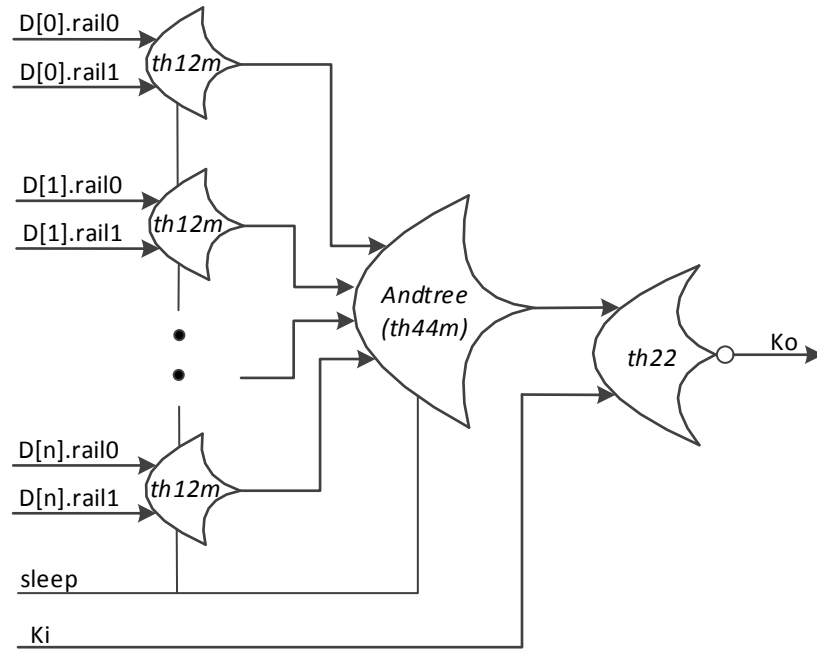 D[0].rail0
th12m
D[0].rail1
D[1].rail0
th12m
D[1].rail1
Andtree
(th44m)
Ko
th22
D[n].rail0
th12m
D[n].rail1
sleep
Ki